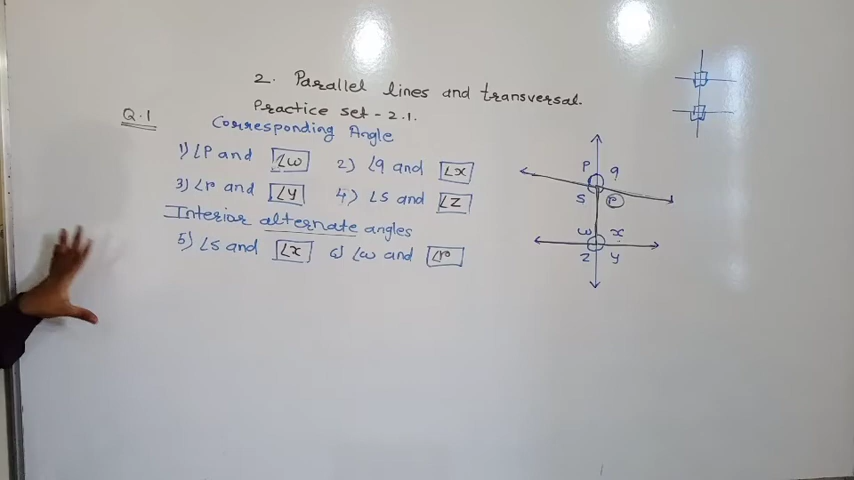 2. Parallel lines and transversal.
Practice set - 2.1.
Q.1
Corresponding Angle
1) ∠P and ∠w 2) ∠q and ∠x
3) ∠r and ∠y 4) ∠s and ∠z
Interior alternate angles
5) ∠s and ∠x 6) ∠w and ∠r
P q
s r
w x
z y